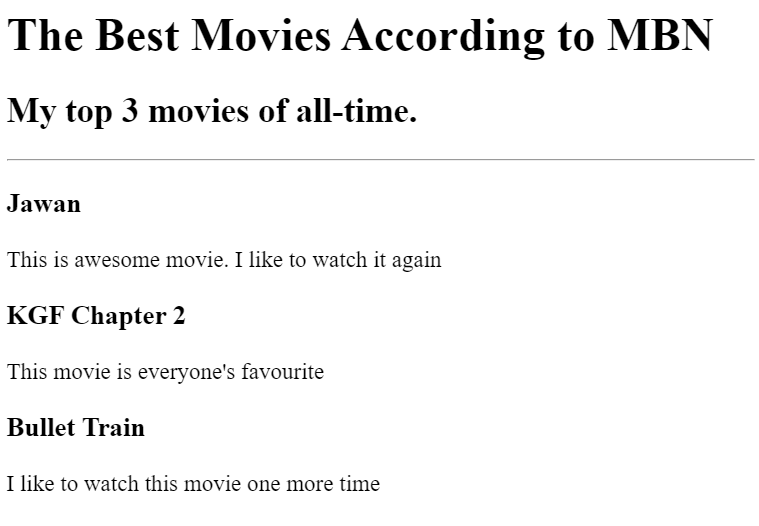 The Best Movies According to MBN
My top 3 movies of all-time.
Jawan
This is awesome movie. I like to watch it again
KGF Chapter 2
This movie is everyone's favourite
Bullet Train
I like to watch this movie one more time